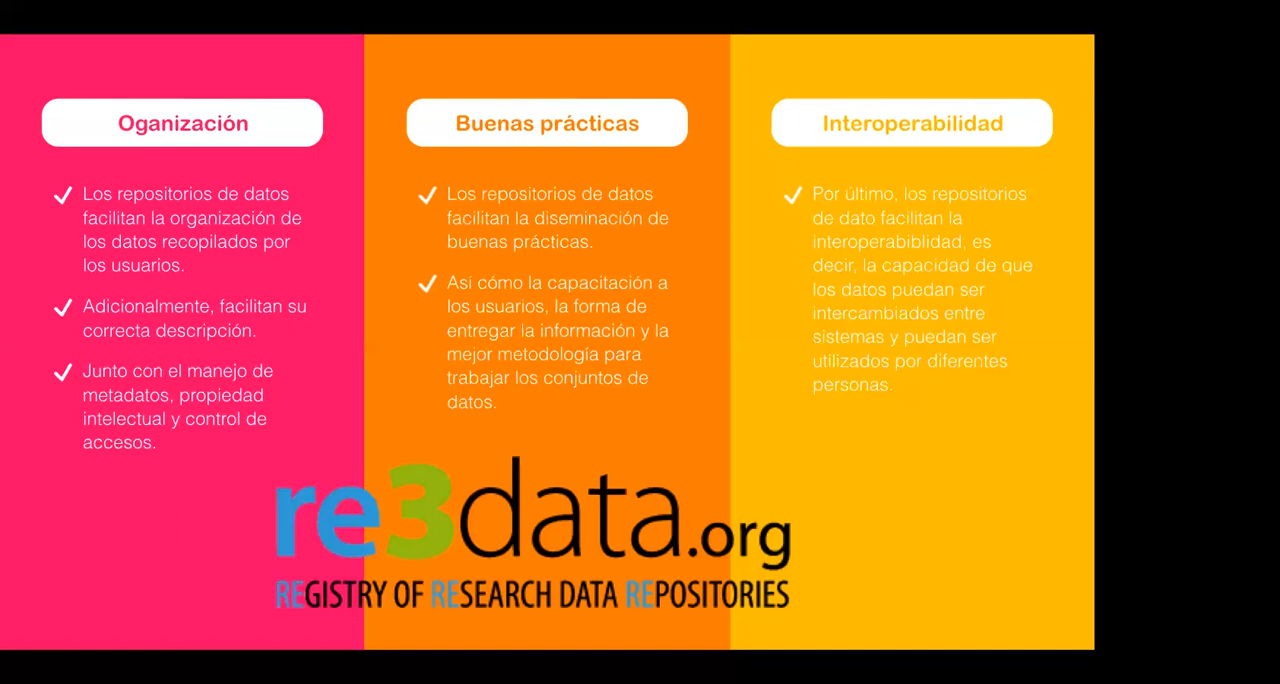 Oganización
Los repositorios de datos
facilitan la organización de
los datos recopilados por
los usuarios.
Adicionalmente, facilitan su
correcta descripción.
Junto con el manejo de
metadatos, propiedad
intelectual y control de
accesos.
Buenas prácticas
Los repositorios de datos
facilitan la diseminación de
buenas prácticas.
Así cómo la capacitación a
los usuarios, la forma de
entregar la información y la
mejor metodología para
trabajar los conjuntos de
datos.
Interoperabilidad
Por último, los repositorios
de dato facilitan la
interoperabiblidad, es
decir, la capacidad de que
los datos puedan ser
intercambiados entre
sistemas y puedan ser
utilizados por diferentes
personas.
re3data.org
REGISTRY OF RESEARCH DATA REPOSITORIES